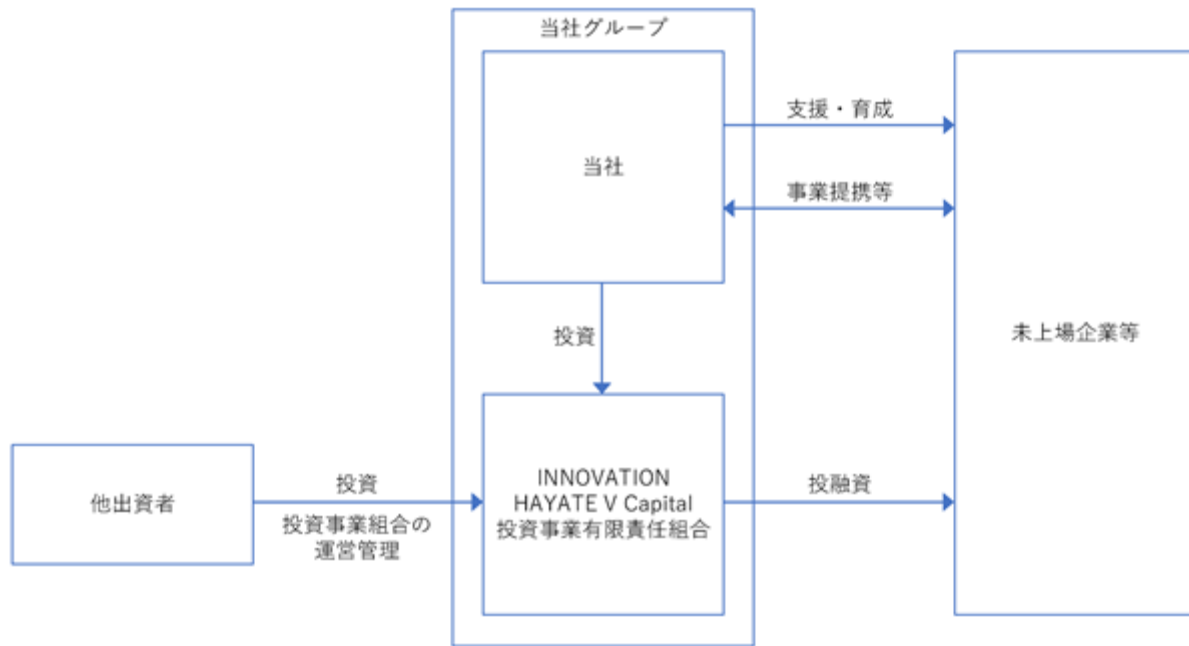 当社グループ
当社
支援・育成
事業提携等
未上場企業等
投資
他出資者
投資
投資事業組合の
運営管理
INNOVATION
HAYATE V Capital
投資事業有限責任組合
投融資